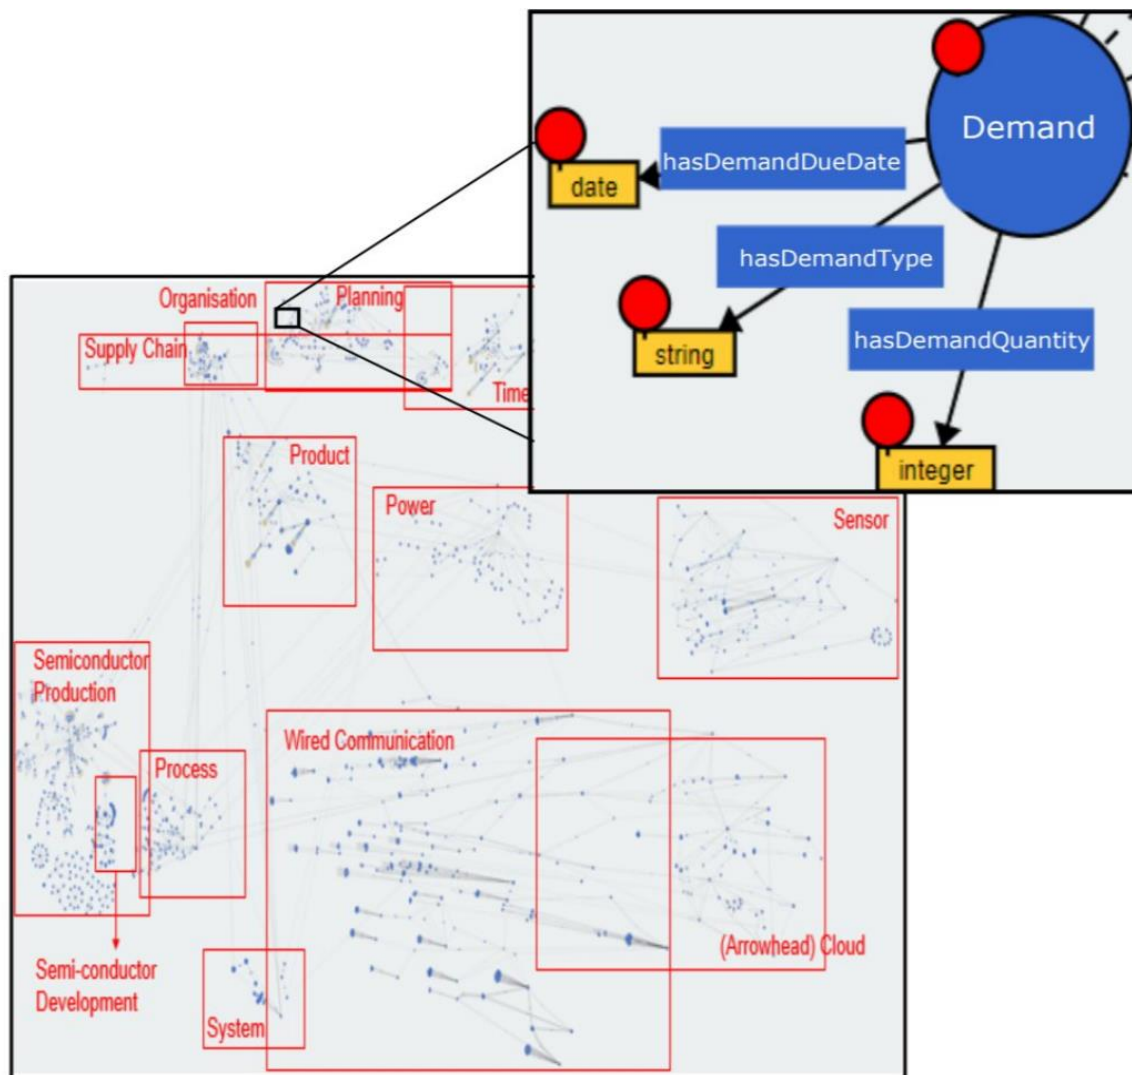 Demand
hasDemandDueDate
date
hasDemandType
string
hasDemandQuantity
integer
Organisation
Planning
Supply Chain
Time
Product
Power
Sensor
Semiconductor
Production
Process
Wired Communication
(Arrowhead) Cloud
Semi-conductor
Development
System